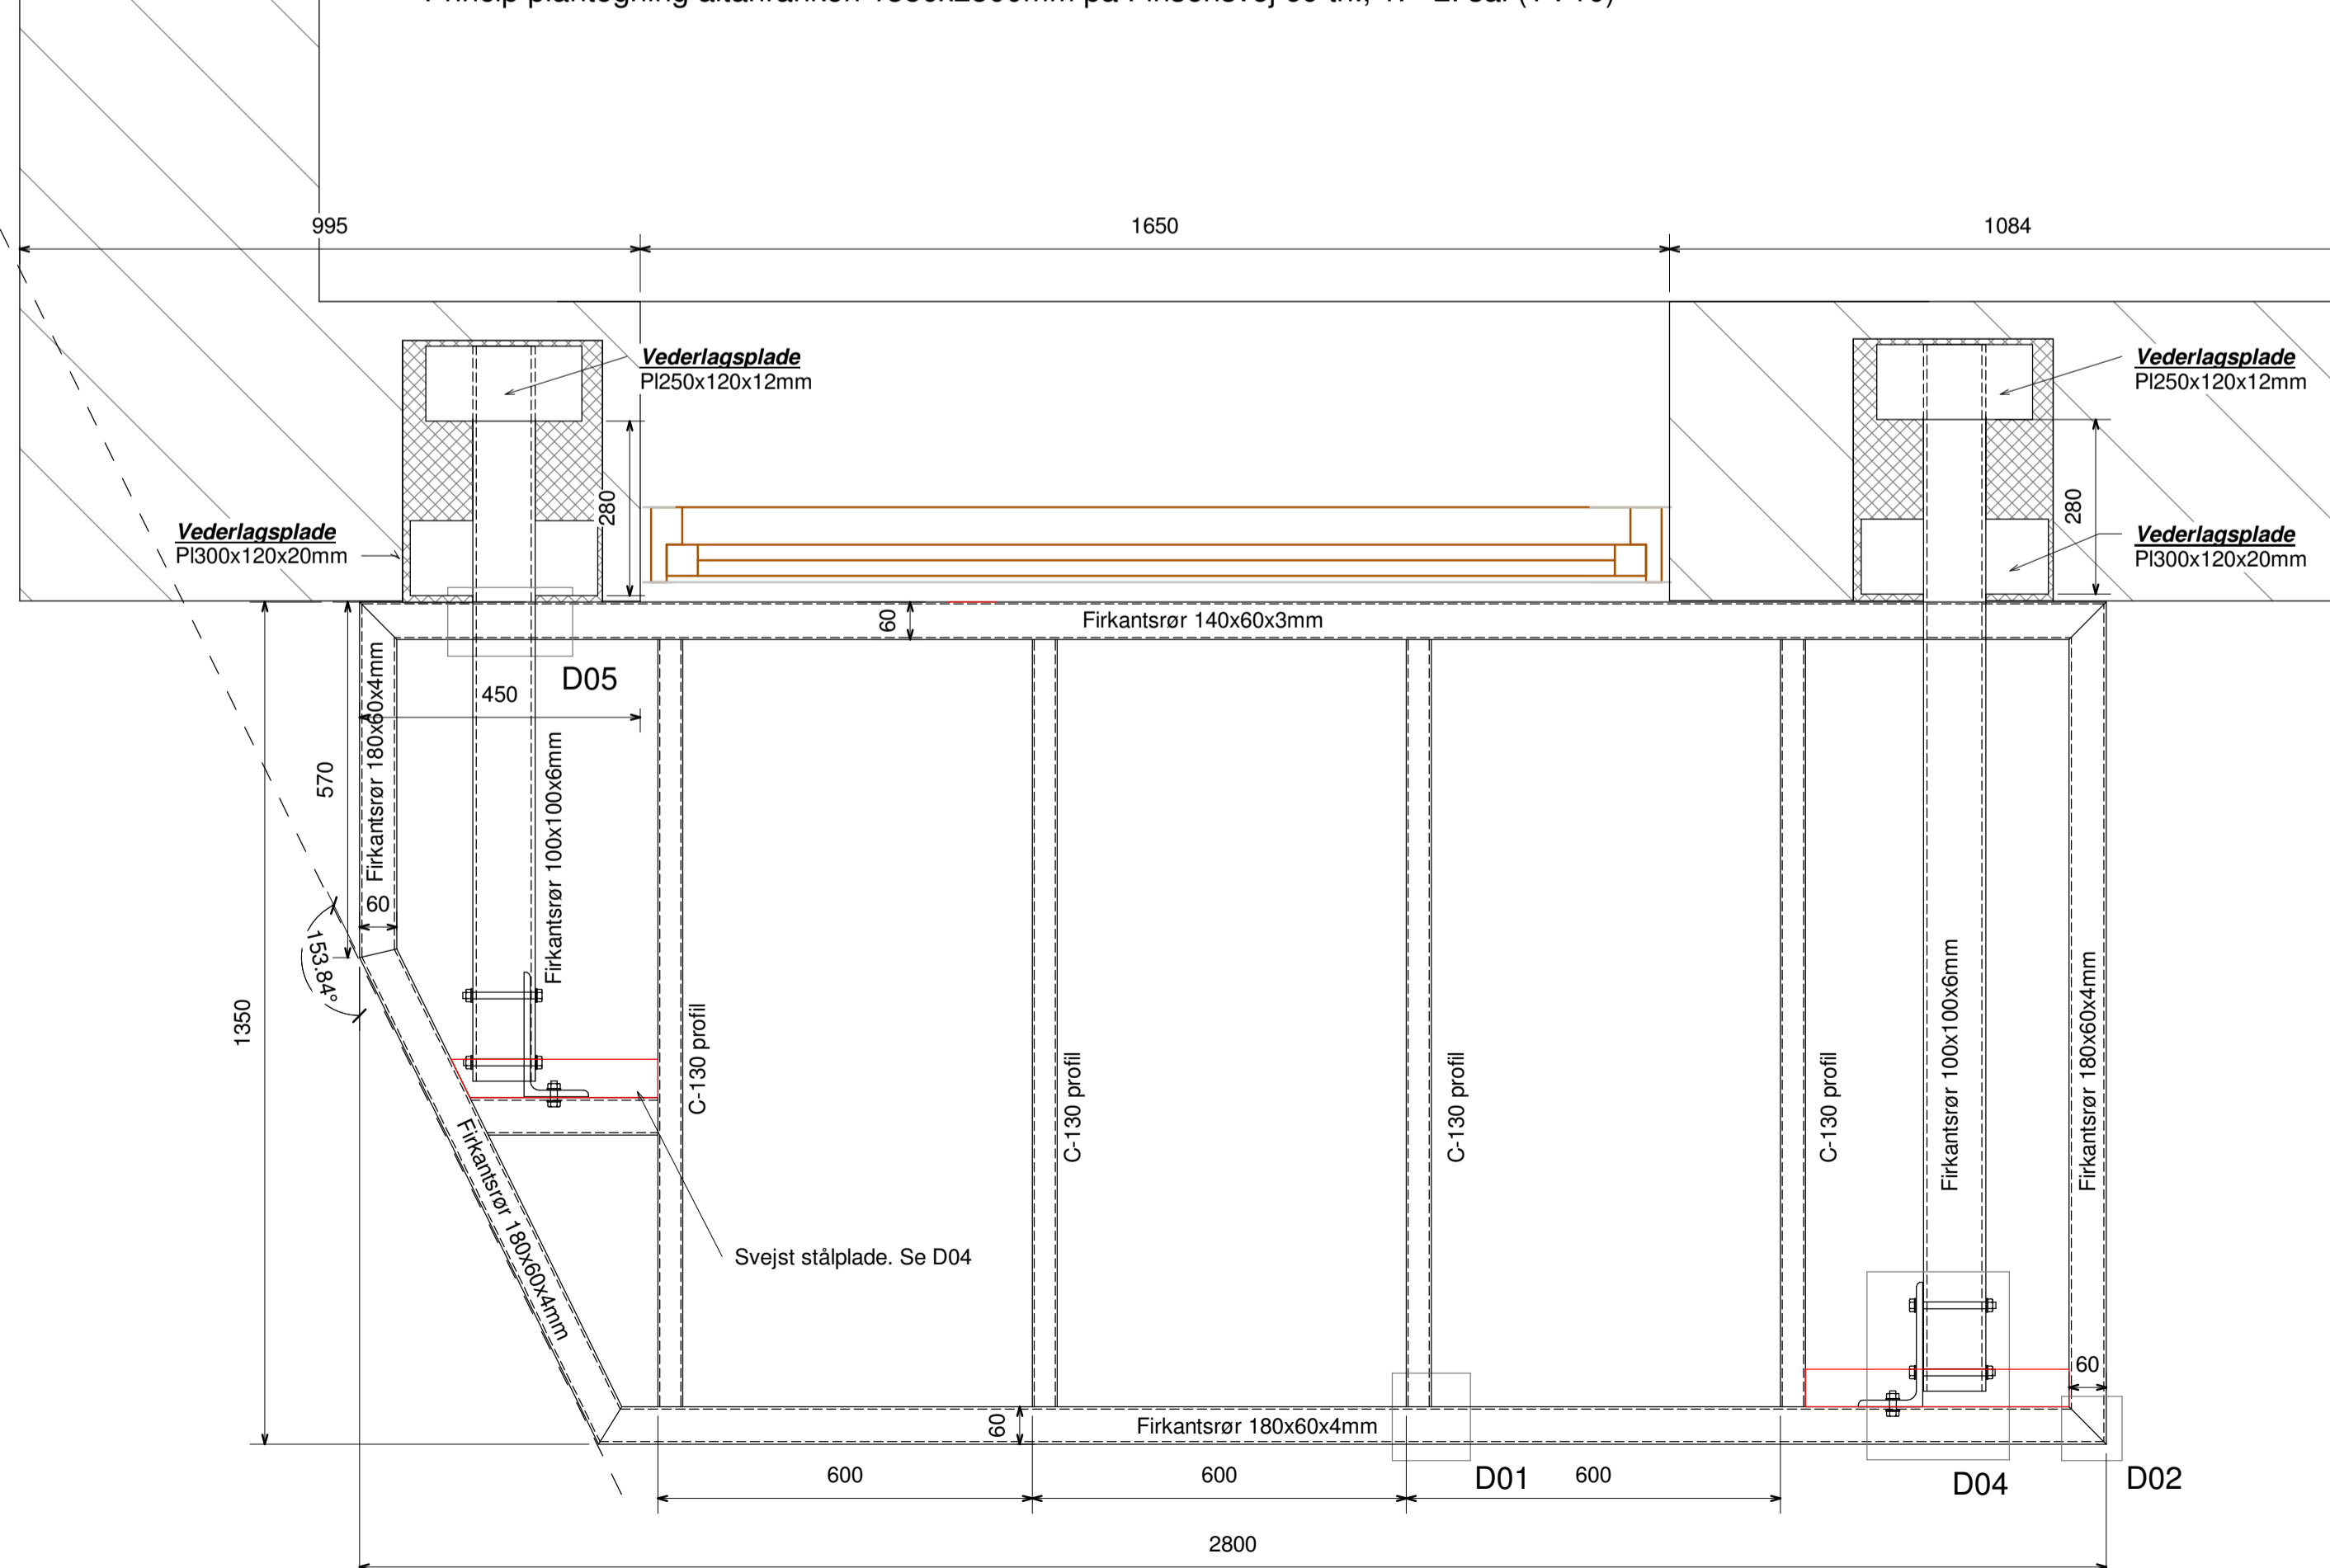 995
1650
1084
Vederlagsplade
Pl250x120x12mm
Vederlagsplade
Pl250x120x12mm
280
280
Vederlagsplade
Pl300x120x20mm
Vederlagsplade
Pl300x120x20mm
60
Firkantsrør 140x60x3mm
D05
450
Firkantsrør 180x60x4mm
570
Firkantsrør 100x100x6mm
60
153.84°
1350
C-130 profil
C-130 profil
C-130 profil
C-130 profil
Firkantsrør 100x100x6mm
Firkantsrør 180x60x4mm
Firkantsrør 180x60x4mm
Svejst stålplade. Se D04
60
60
Firkantsrør 180x60x4mm
600
600
D01
600
D04
D02
2800